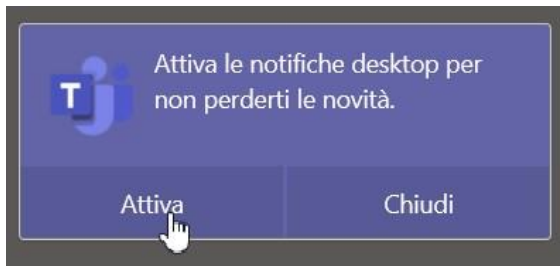 T
Attiva le notifiche desktop per
non perderti le novità.
Attiva
Chiudi